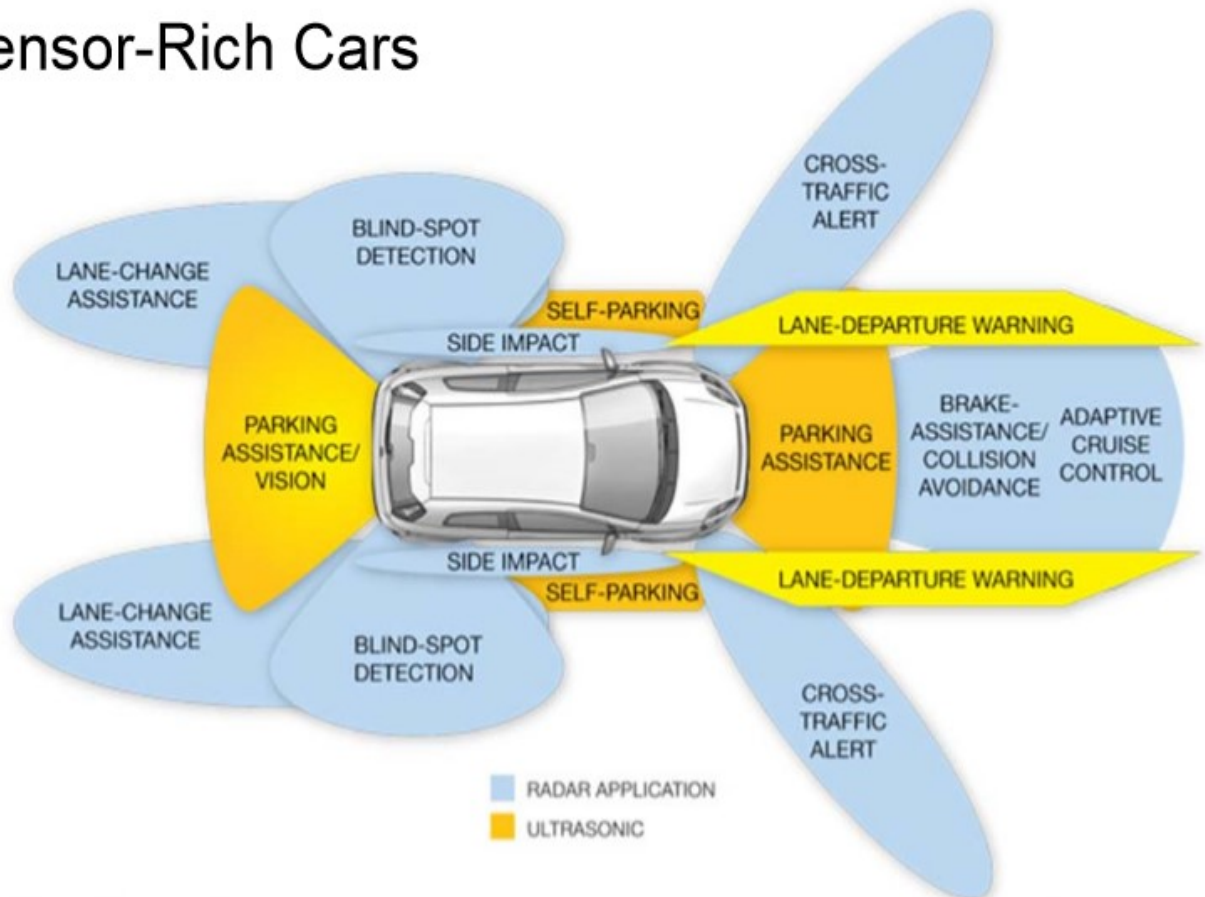 ensor-Rich Cars
CROSS-
TRAFFIC
ALERT
BLIND-SPOT
DETECTION
LANE-CHANGE
ASSISTANCE
SELF-PARKING
LANE-DEPARTURE WARNING
SIDE IMPACT
PARKING
ASSISTANCE/
VISION
PARKING
ASSISTANCE
BRAKE-
ASSISTANCE/
COLLISION
AVOIDANCE
ADAPTIVE
CRUISE
CONTROL
SIDE IMPACT
LANE-DEPARTURE WARNING
SELF-PARKING
LANE-CHANGE
ASSISTANCE
BLIND-SPOT
DETECTION
CROSS-
TRAFFIC
ALERT
RADAR APPLICATION
ULTRASONIC